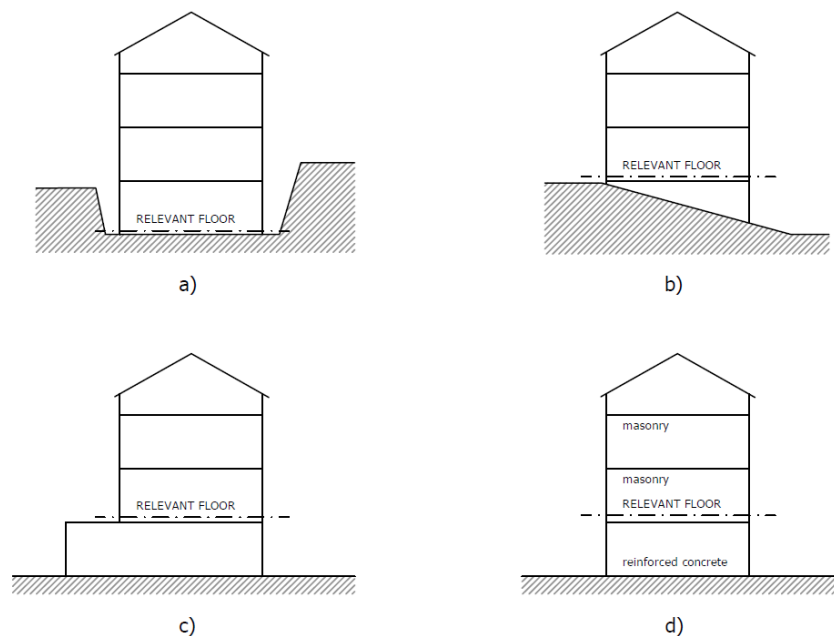 RELEVANT FLOOR
RELEVANT FLOOR
a)
b)
masonry
masonry
RELEVANT FLOOR
RELEVANT FLOOR
reinforced concrete
c)
d)